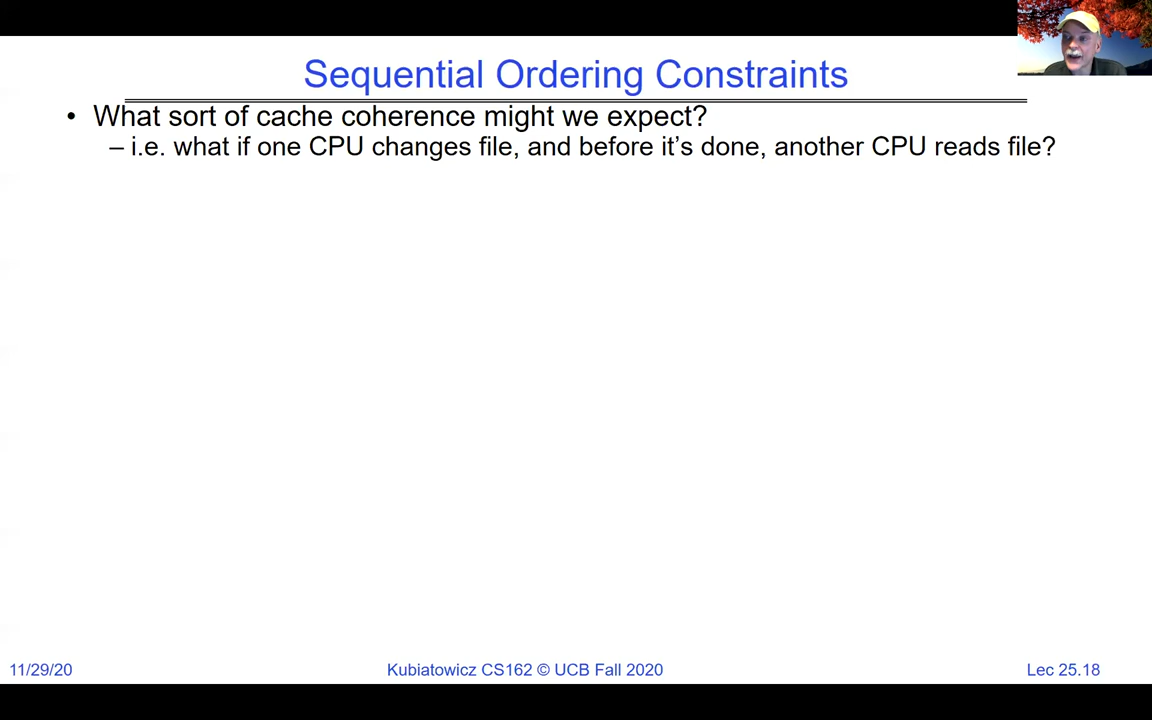 Sequential Ordering Constraints
• What sort of cache coherence might we expect?
– i.e. what if one CPU changes file, and before it's done, another CPU reads file?
11/29/20
Kubiatowicz CS162 © UCB Fall 2020
Lec 25.18